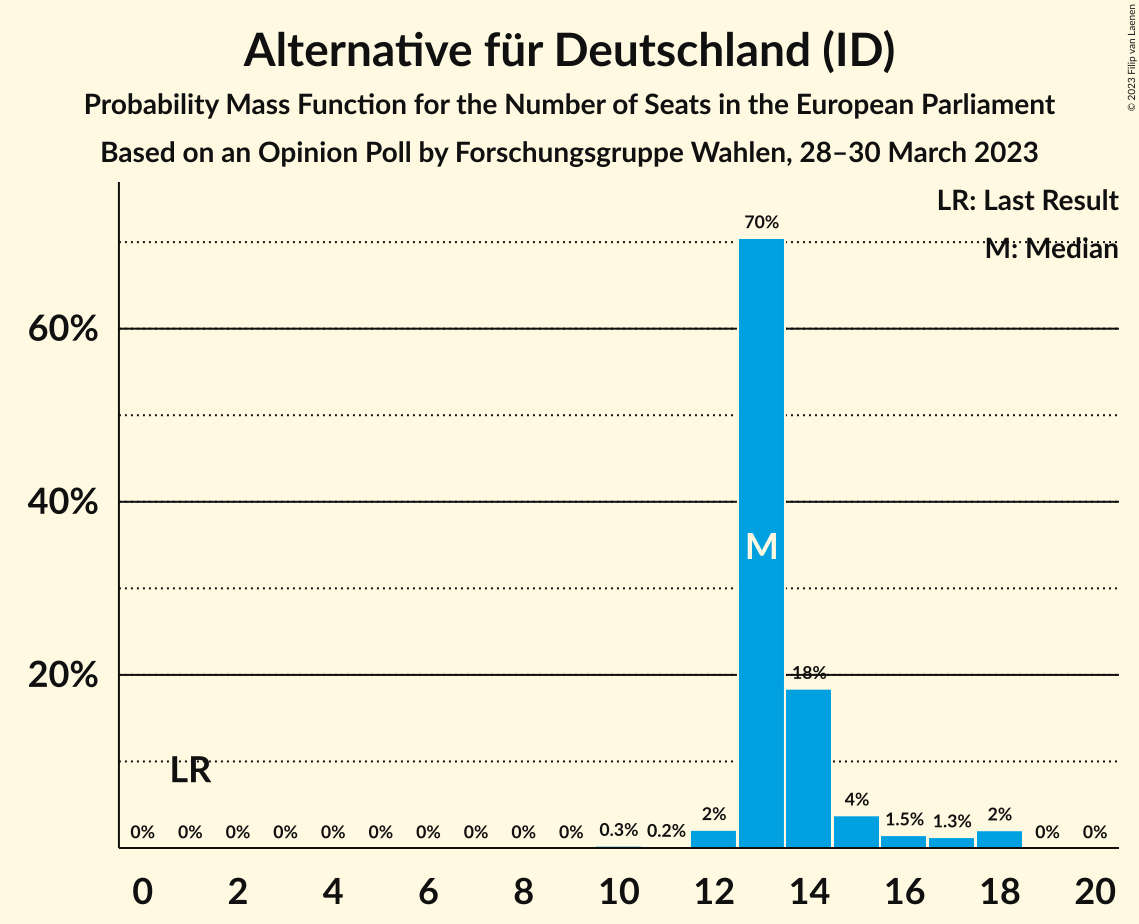 Alternative für Deutschland (ID)
Probability Mass Function for the Number of Seats in the European Parliament
Based on an Opinion Poll by Forschungsgruppe Wahlen, 28–30 March 2023
© 2023 Filip van Laenen
LR: Last Result
M: Median
70%
60%
40%
M
20%
18%
LR
0% 0% 0% 0% 0% 0% 0% 0% 0% 0% 0.3% 0.2% 2% 4% 1.5% 1.3% 2% 0% 0%
0 2 4 6 8 10 12 14 16 18 20